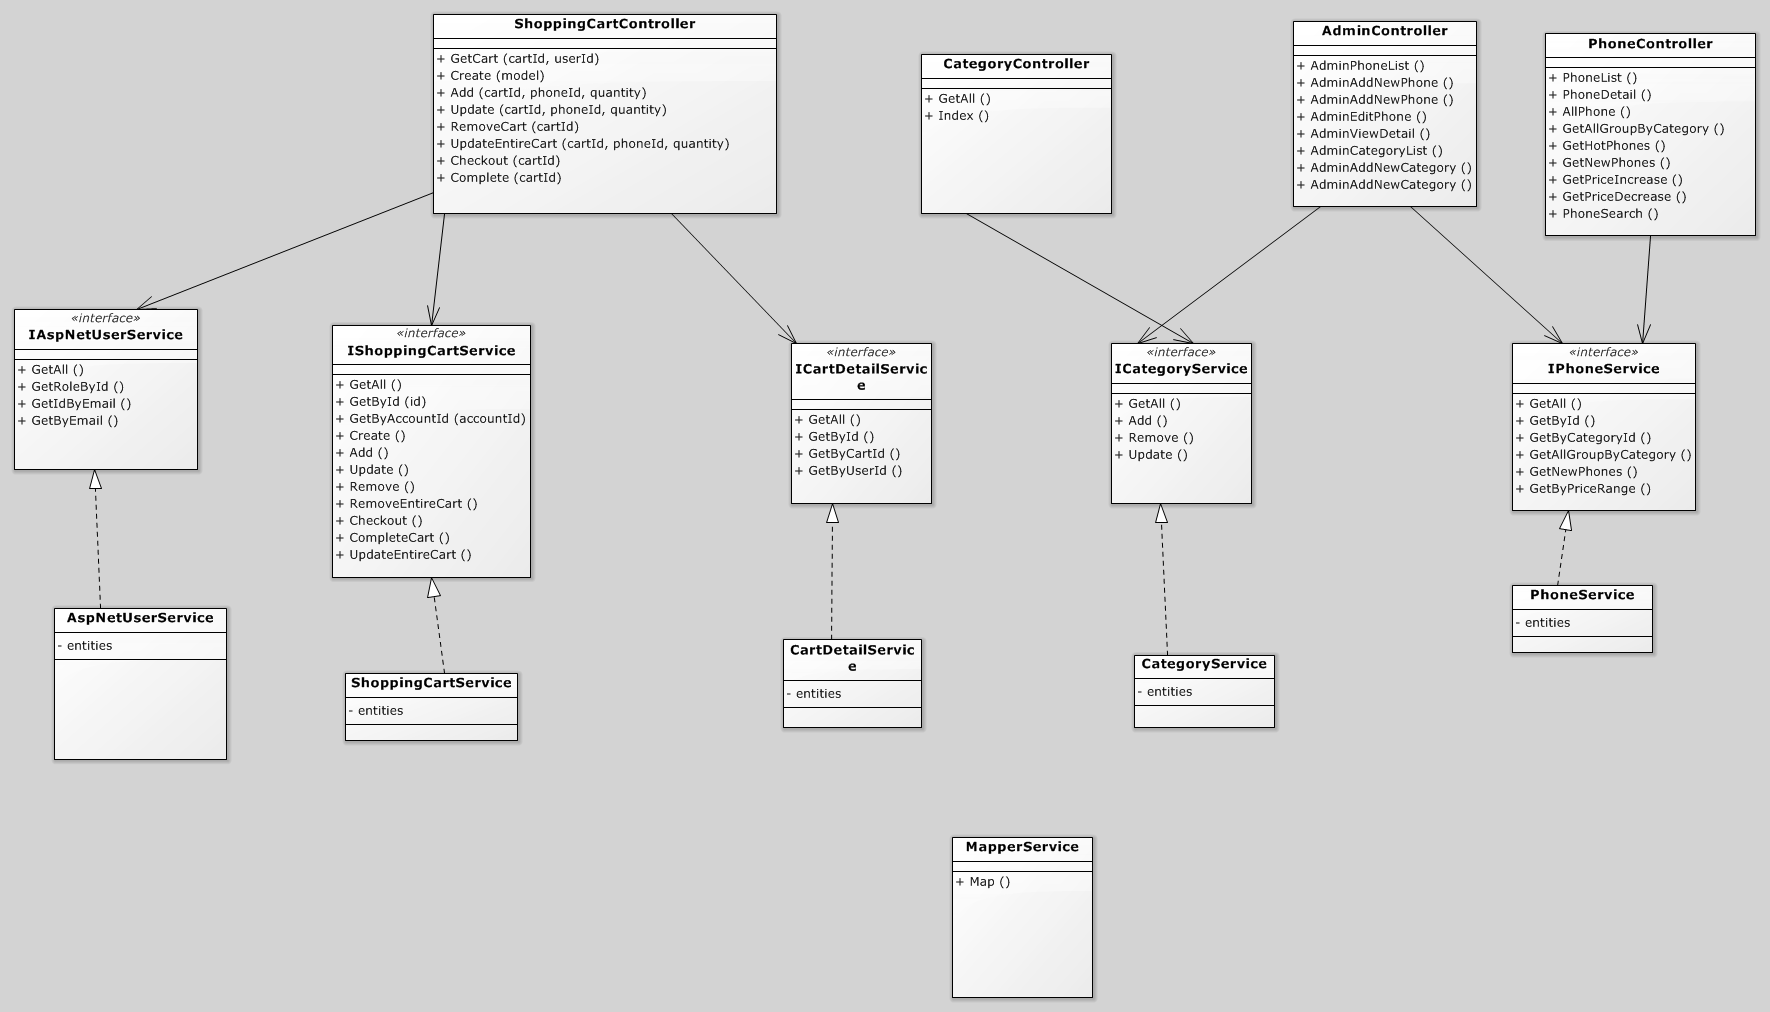 ShoppingCartController
+ GetCart (cartId, userId)
+ Create (model)
+ Add (cartId, phoneId, quantity)
+ Update (cartId, phoneId, quantity)
+ RemoveCart (cartId)
+ UpdateEntireCart (cartId, phoneId, quantity)
+ Checkout (cartId)
+ Complete (cartId)
CategoryController
+ GetAll ()
+ Index ()
AdminController
+ AdminPhoneList ()
+ AdminAddNewPhone ()
+ AdminAddNewPhone ()
+ AdminEditPhone ()
+ AdminViewDetail ()
+ AdminCategoryList ()
+ AdminAddNewCategory ()
+ AdminAddNewCategory ()
PhoneController
+ PhoneList ()
+ PhoneDetail ()
+ AllPhone ()
+ GetAllGroupByCategory ()
+ GetHotPhones ()
+ GetNewPhones ()
+ GetPriceIncrease ()
+ GetPriceDecrease ()
+ PhoneSearch ()
«interface»
IAspNetUserService
+ GetAll ()
+ GetRoleById ()
+ GetIdByEmail ()
+ GetByEmail ()
«interface»
IShoppingCartService
+ GetAll ()
+ GetById (id)
+ GetByAccountId (accountId)
+ Create ()
+ Add ()
+ Update ()
+ Remove ()
+ RemoveEntireCart ()
+ Checkout ()
+ CompleteCart ()
+ UpdateEntireCart ()
«interface»
ICartDetailServic
e
+ GetAll ()
+ GetById ()
+ GetByCartId ()
+ GetByUserId ()
«interface»
ICategoryService
+ GetAll ()
+ Add ()
+ Remove ()
+ Update ()
«interface»
IPhoneService
+ GetAll ()
+ GetById ()
+ GetByCategoryId ()
+ GetAllGroupByCategory ()
+ GetNewPhones ()
+ GetByPriceRange ()
AspNetUserService
- entities
ShoppingCartService
- entities
CartDetailServic
e
- entities
CategoryService
- entities
PhoneService
- entities
MapperService
+ Map ()